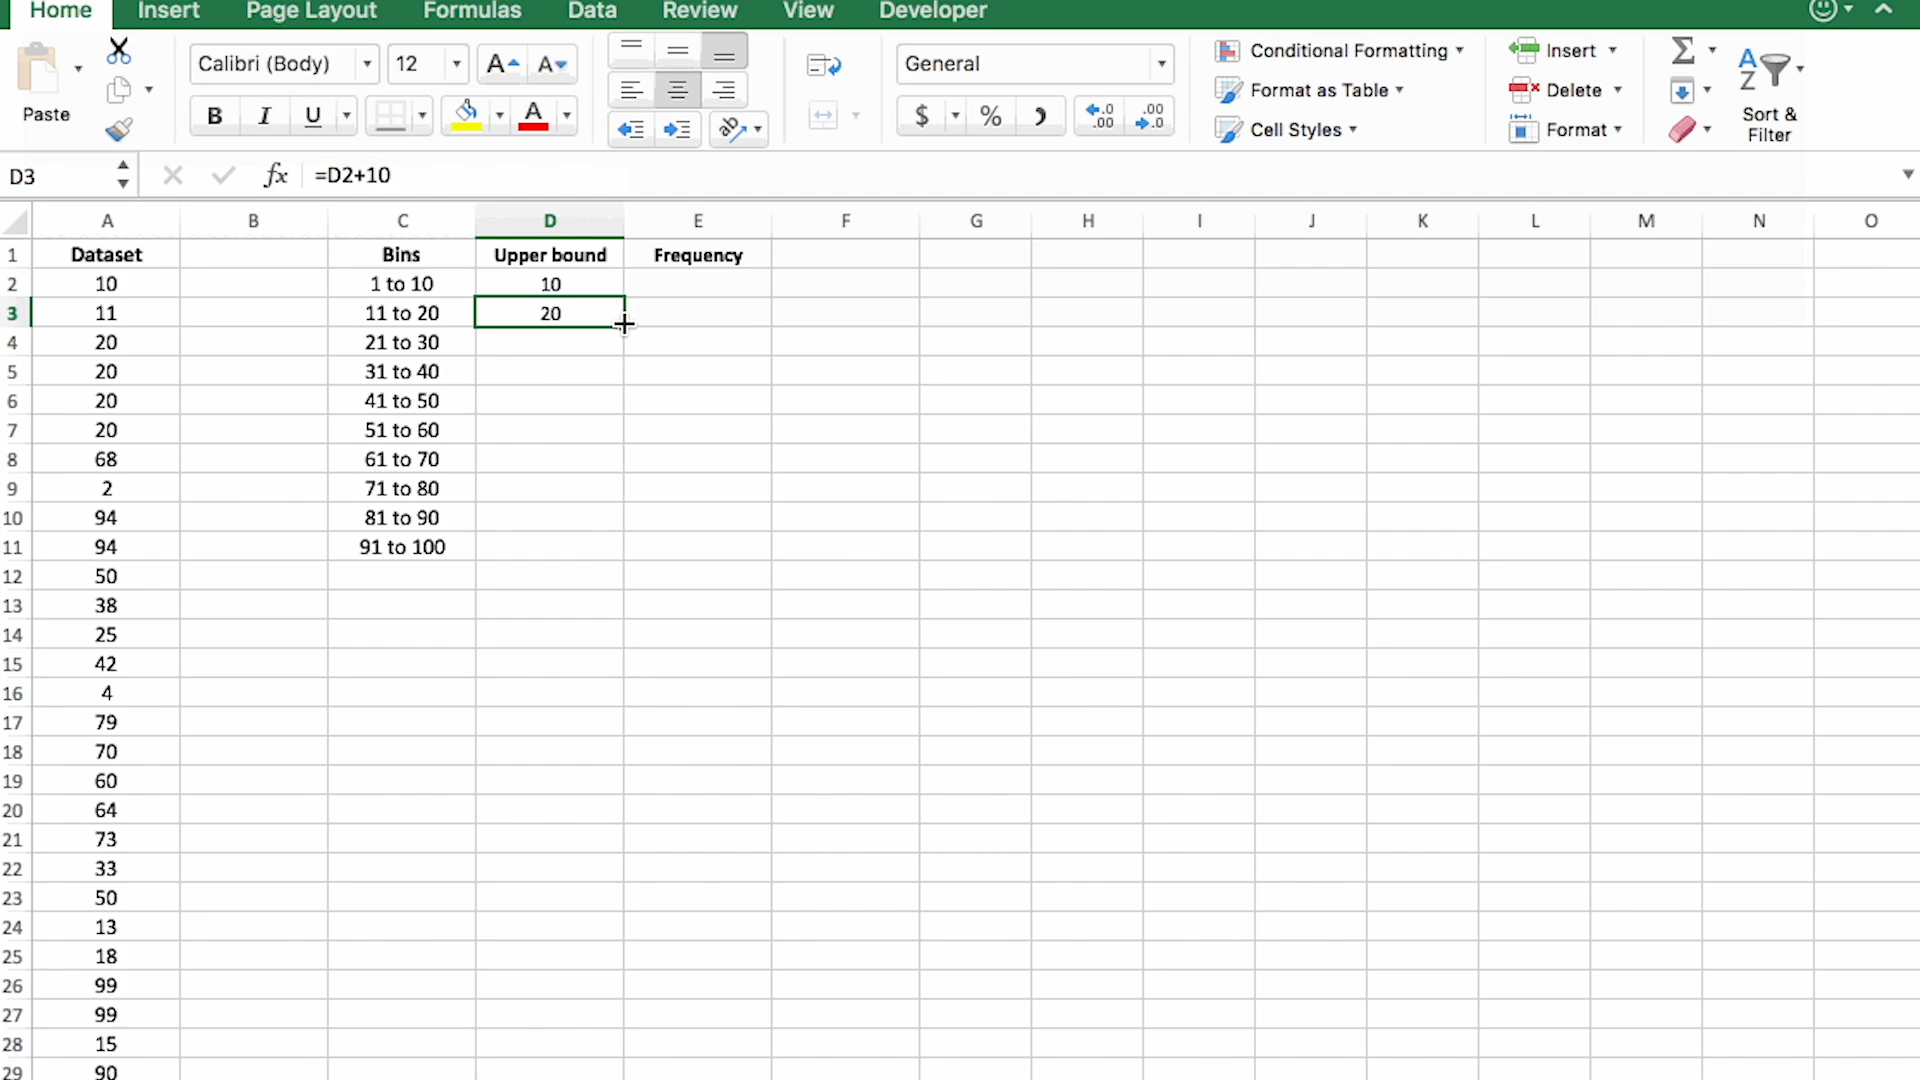 Home Insert Page Layout Formulas Data Review View Developer
Paste
Calibri (Body) 12 A A
B I U A
General
$ % .0 .00 .00 .0
Conditional Formatting
Format as Table
Cell Styles
Insert
Delete
Format
Σ
A Z
Sort &
Filter
D3 fx =D2+10
A B C D E F G H I J K L M N O
1 Dataset Bins Upper bound Frequency
2 10 1 to 10 10
3 11 11 to 20 20
4 20 21 to 30
5 20 31 to 40
6 20 41 to 50
7 20 51 to 60
8 68 61 to 70
9 2 71 to 80
10 94 81 to 90
11 94 91 to 100
12 50
13 38
14 25
15 42
16 4
17 79
18 70
19 60
20 64
21 73
22 33
23 50
24 13
25 18
26 99
27 99
28 15
29 90